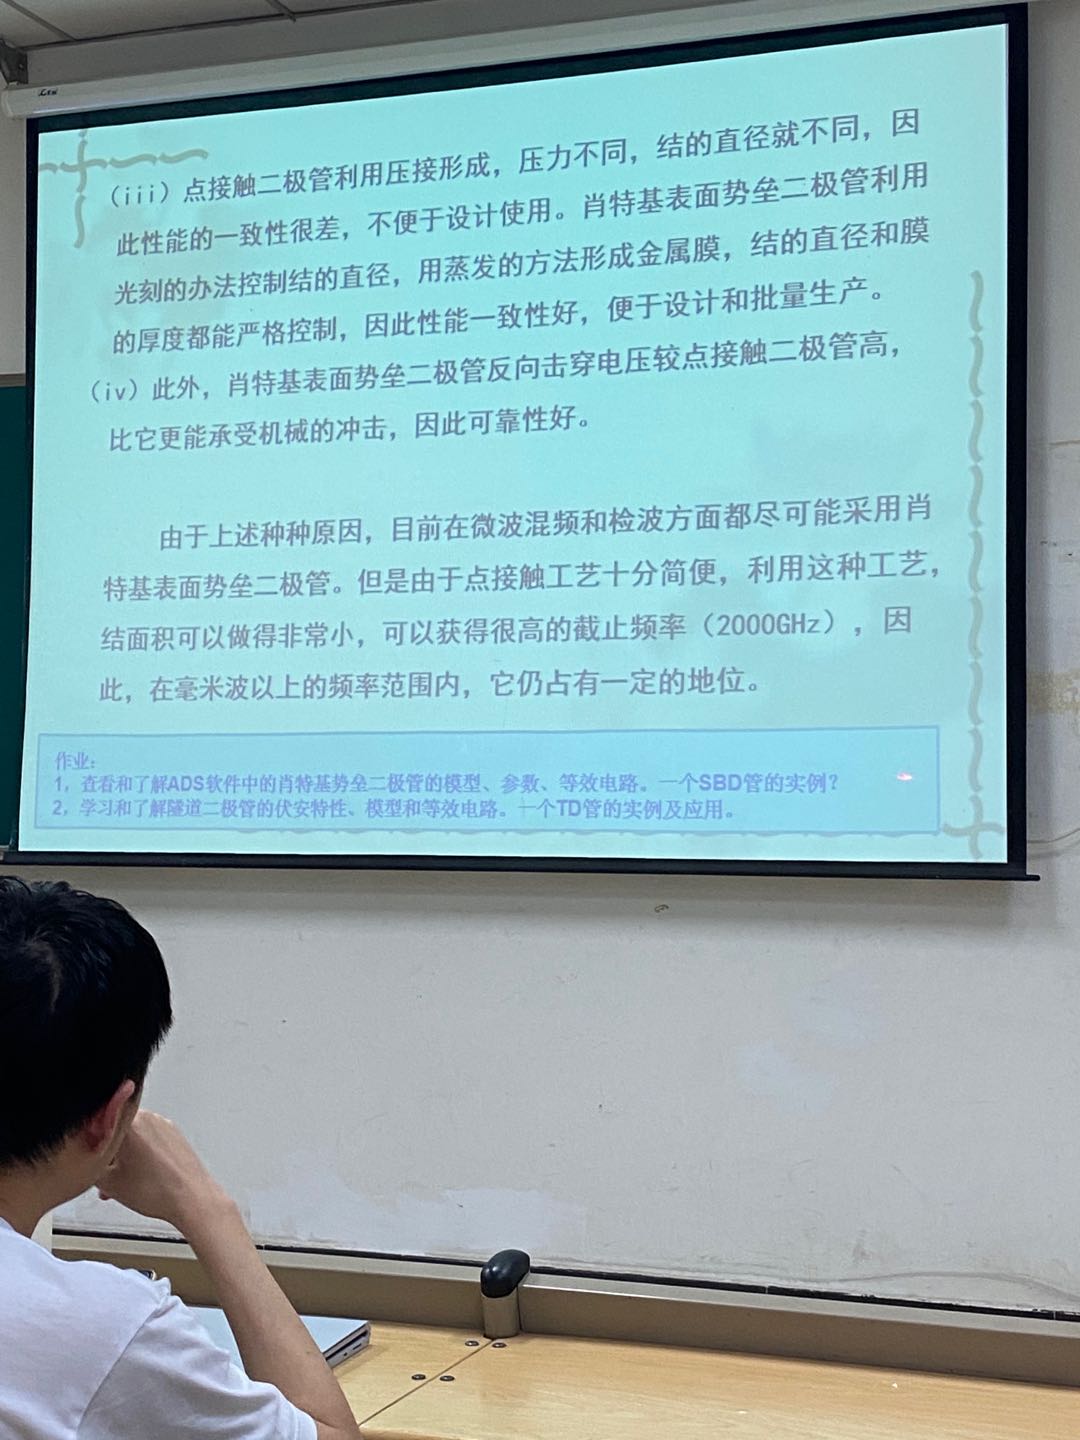 （iii）点接触二极管利用压接形成，压力不同，结的直径就不同，因
此性能的一致性很差，不便于设计使用。肖特基表面势垒二极管利用
光刻的办法控制结的直径，用蒸发的方法形成金属膜，结的直径和膜
的厚度都能严格控制，因此性能一致性好，便于设计和批量生产。
（iv）此外，肖特基表面势垒二极管反向击穿电压较点接触二极管高，
比它更能承受机械的冲击，因此可靠性好。
由于上述种种原因，目前在微波混频和检波方面都尽可能采用肖
特基表面势垒二极管。但是由于点接触工艺十分简便，利用这种工艺，
结面积可以做得非常小，可以获得很高的截止频率（2000GHz），因
此，在毫米波以上的频率范围内，它仍占有一定的地位。
作业：
1，查看和了解ADS软件中的肖特基势垒二极管的模型、参数、等效电路。一个SBD管的实例？
2，学习和了解隧道二极管的伏安特性、模型和等效电路。一个TD管的实例及应用。